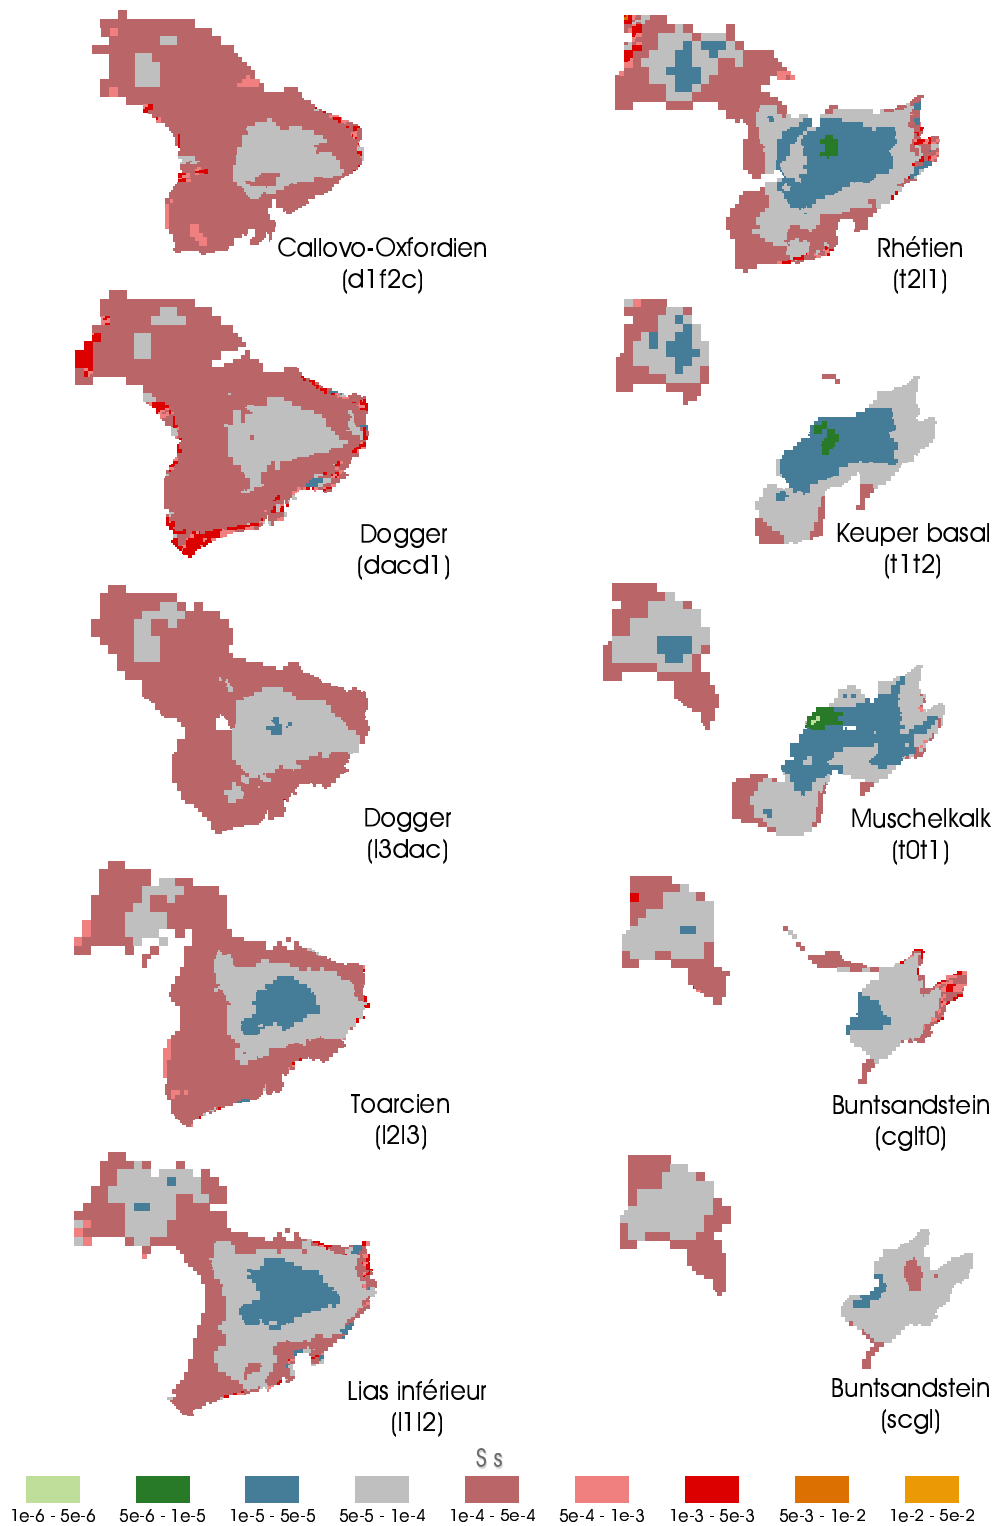 Callovo-Oxfordien
(d1f2c)
Rhétien
(t2l1)
Dogger
(dacd1)
Keuper basal
(t1t2)
Dogger
(l3dac)
Muschelkalk
(t0t1)
Toarcien
(l2l3)
Buntsandstein
(cglt0)
Lias inférieur
(l1l2)
Buntsandstein
(scgl)
S s
1e-6 - 5e-6
5e-6 - 1e-5
1e-5 - 5e-5
5e-5 - 1e-4
1e-4 - 5e-4
5e-4 - 1e-3
1e-3 - 5e-3
5e-3 - 1e-2
1e-2 - 5e-2